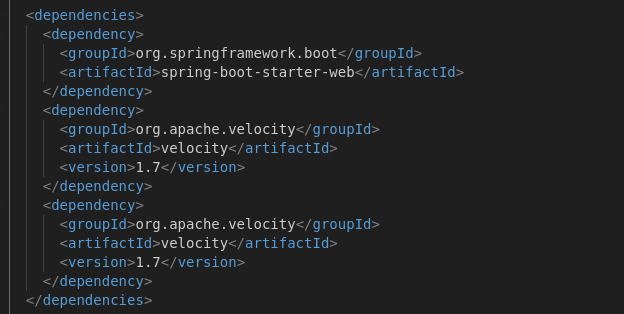 <dependencies>
<dependency>
<groupId>org.springframework.boot</groupId>
<artifactId>spring-boot-starter-web</artifactId>
</dependency>
<dependency>
<groupId>org.apache.velocity</groupId>
<artifactId>velocity</artifactId>
<version>1.7</version>
</dependency>
<dependency>
<groupId>org.apache.velocity</groupId>
<artifactId>velocity</artifactId>
<version>1.7</version>
</dependency>
</dependencies>